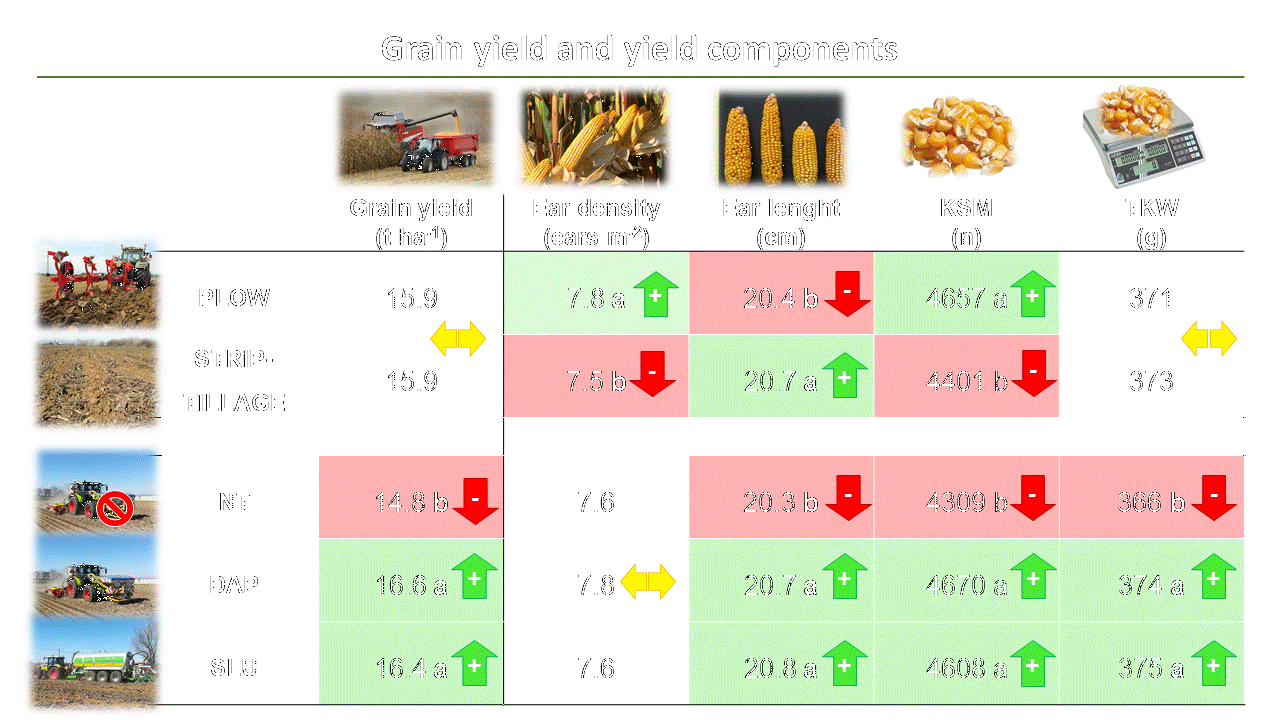 Grain yield and yield components
Grain yield Ear density Ear lenght KSM TKW
(t ha-1) (ears m-2) (cm) (n) (g)
PLOW 15.9 7.8 a + 20.4 b - 4657 a + 371
STRIP-
TILLAGE 15.9 7.5 b - 20.7 a + 4401 b - 373
NT 14.8 b - 7.6 20.3 b - 4309 b - 366 b -
DAP 16.6 a + 7.8 20.7 a + 4670 a + 374 a +
SLU 16.4 a + 7.6 20.8 a + 4608 a + 375 a +